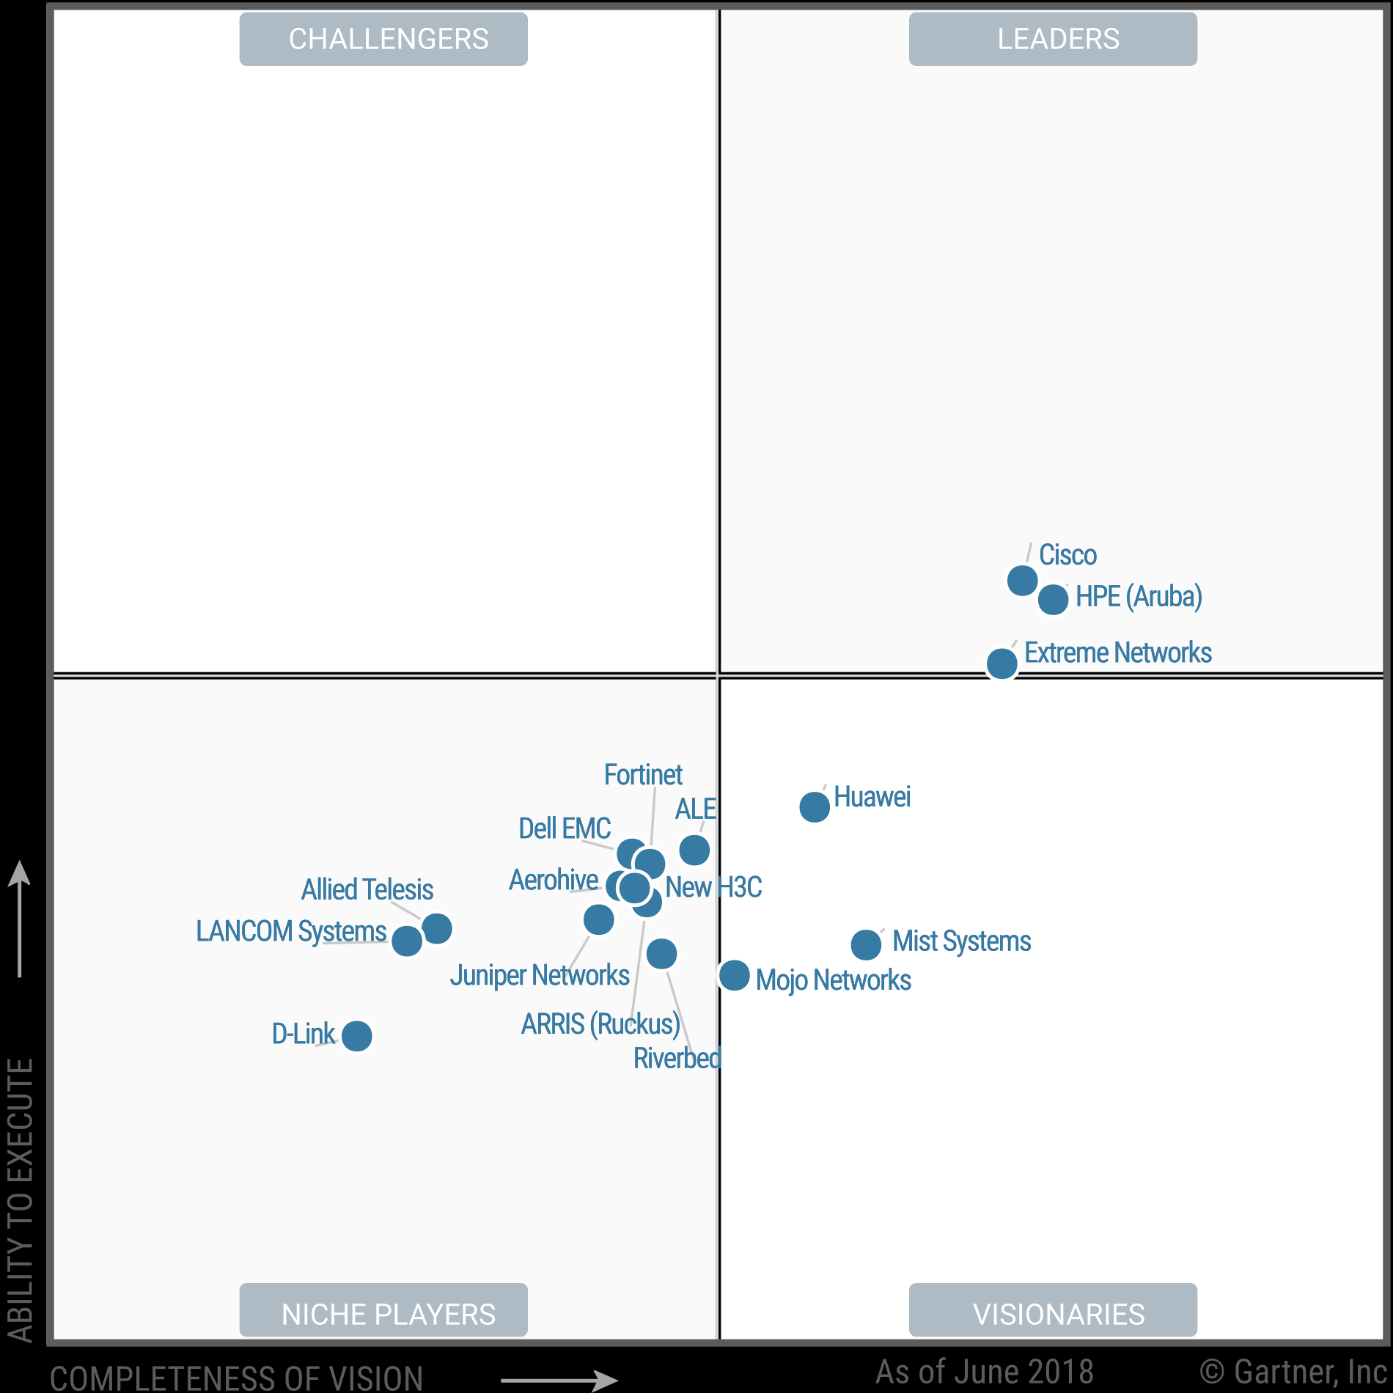 CHALLENGERS
LEADERS
Cisco
HPE (Aruba)
Extreme Networks
Fortinet
Huawei
ALE
Dell EMC
Aerohive
New H3C
Allied Telesis
LANCOM Systems
Mist Systems
Juniper Networks
Mojo Networks
ARRIS (Ruckus)
D-Link
Riverbed
NICHE PLAYERS
VISIONARIES
ABILITY TO EXECUTE
COMPLETENESS OF VISION
As of June 2018
© Gartner, Inc